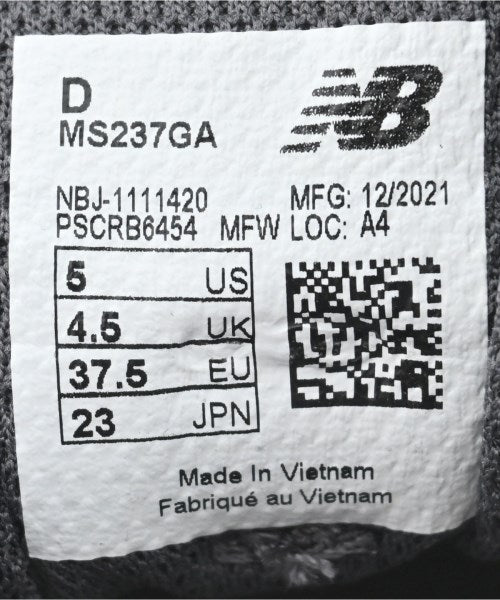 D
NB
MS237GA
NBJ-1111420 MFG: 12/2021
PSCRB6454 MFW LOC: A4
5 US
4.5 UK
37.5 EU
23 JPN
Made In Vietnam
Fabriqué au Vietnam